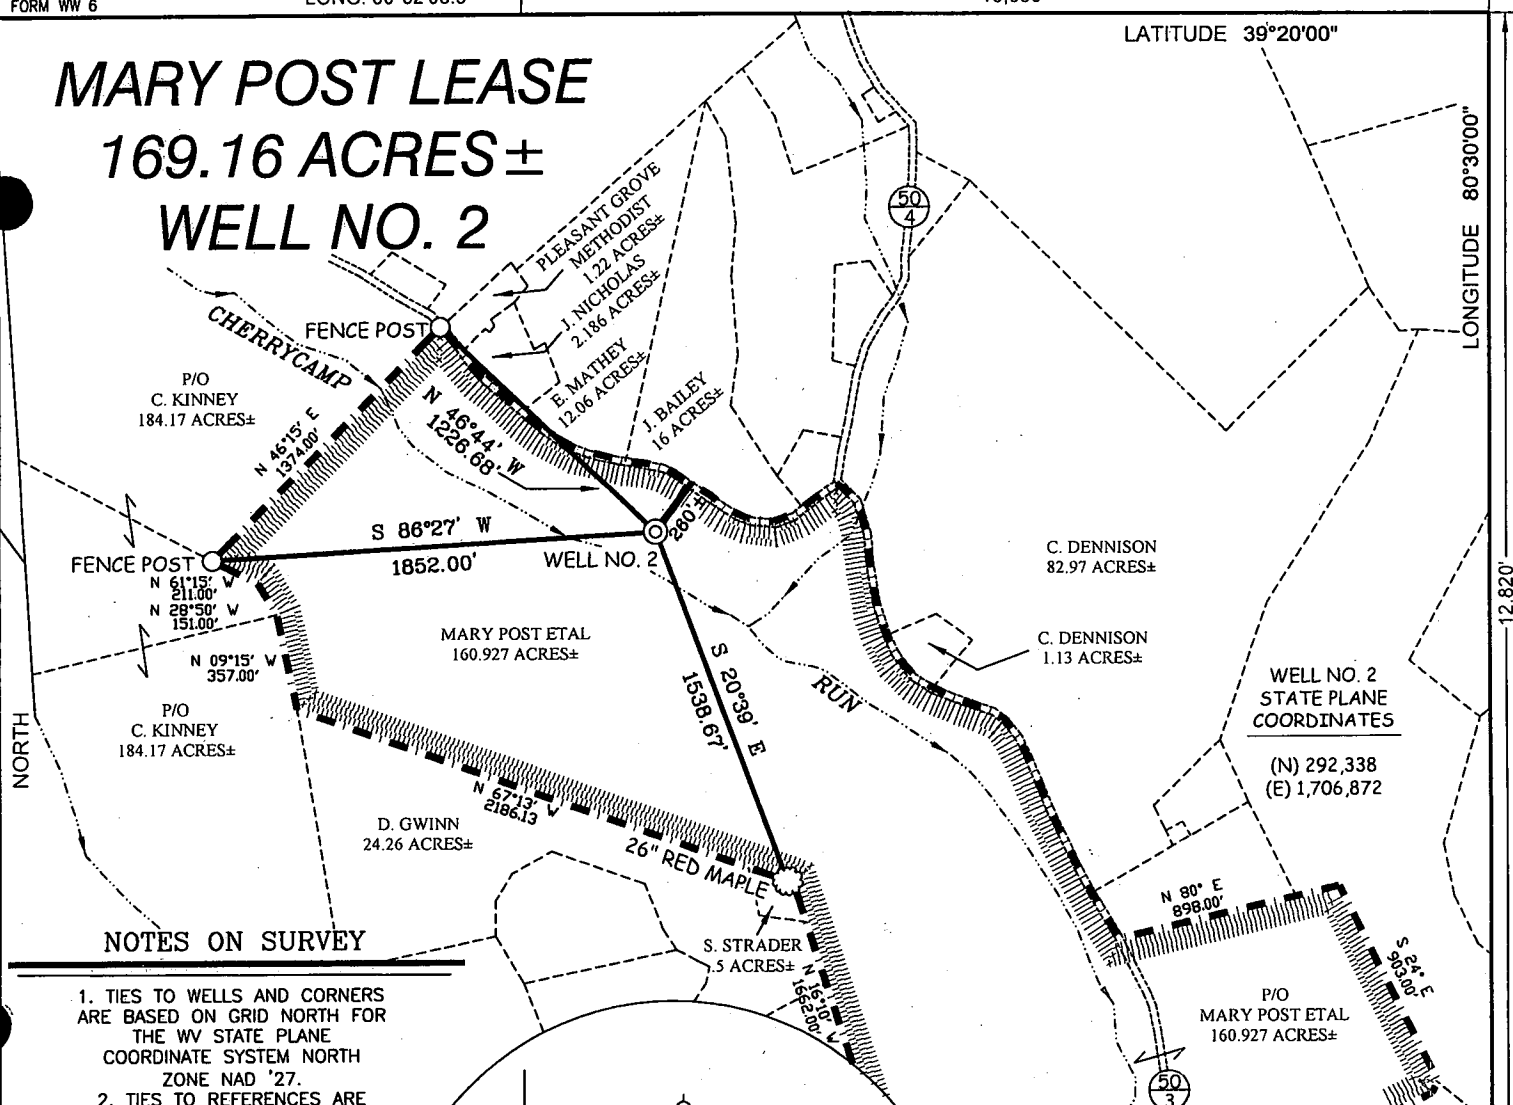 FORM WW 6
LATITUDE 39°20'00"
LONGITUDE 80°30'00"
12.820'
MARY POST LEASE
169.16 ACRES±
WELL NO. 2
50
4
PLEASANT GROVE
METHODIST
1.22 ACRES±
J. NICHOLAS
2.186 ACRES±
E. MATHEY
12.06 ACRES±
J. BAILEY
16 ACRES±
CHERRYCAMP
FENCE POST
P/O
C. KINNEY
184.17 ACRES±
N 46°15' E
1374.00'
N 46°44' W
1226.68'
S 86°27' W
1852.00'
260'±
WELL NO. 2
FENCE POST
N 61°15' W
211.00'
N 28°50' W
151.00'
N 09°15' W
357.00'
MARY POST ETAL
160.927 ACRES±
S 20°39' E
1538.67'
RUN
C. DENNISON
82.97 ACRES±
C. DENNISON
1.13 ACRES±
WELL NO. 2
STATE PLANE
COORDINATES
(N) 292,338
(E) 1,706,872
NORTH
P/O
C. KINNEY
184.17 ACRES±
N 67°13' W
2186.13
D. GWINN
24.26 ACRES±
26" RED MAPLE
S. STRADER
.5 ACRES±
N 16°10' W
1662.00'
N 80° E
898.00'
S 24° E
903.00'
P/O
MARY POST ETAL
160.927 ACRES±
50
3
NOTES ON SURVEY
1. TIES TO WELLS AND CORNERS
ARE BASED ON GRID NORTH FOR
THE WV STATE PLANE
COORDINATE SYSTEM NORTH
ZONE NAD '27.
2. TIES TO REFERENCES ARE